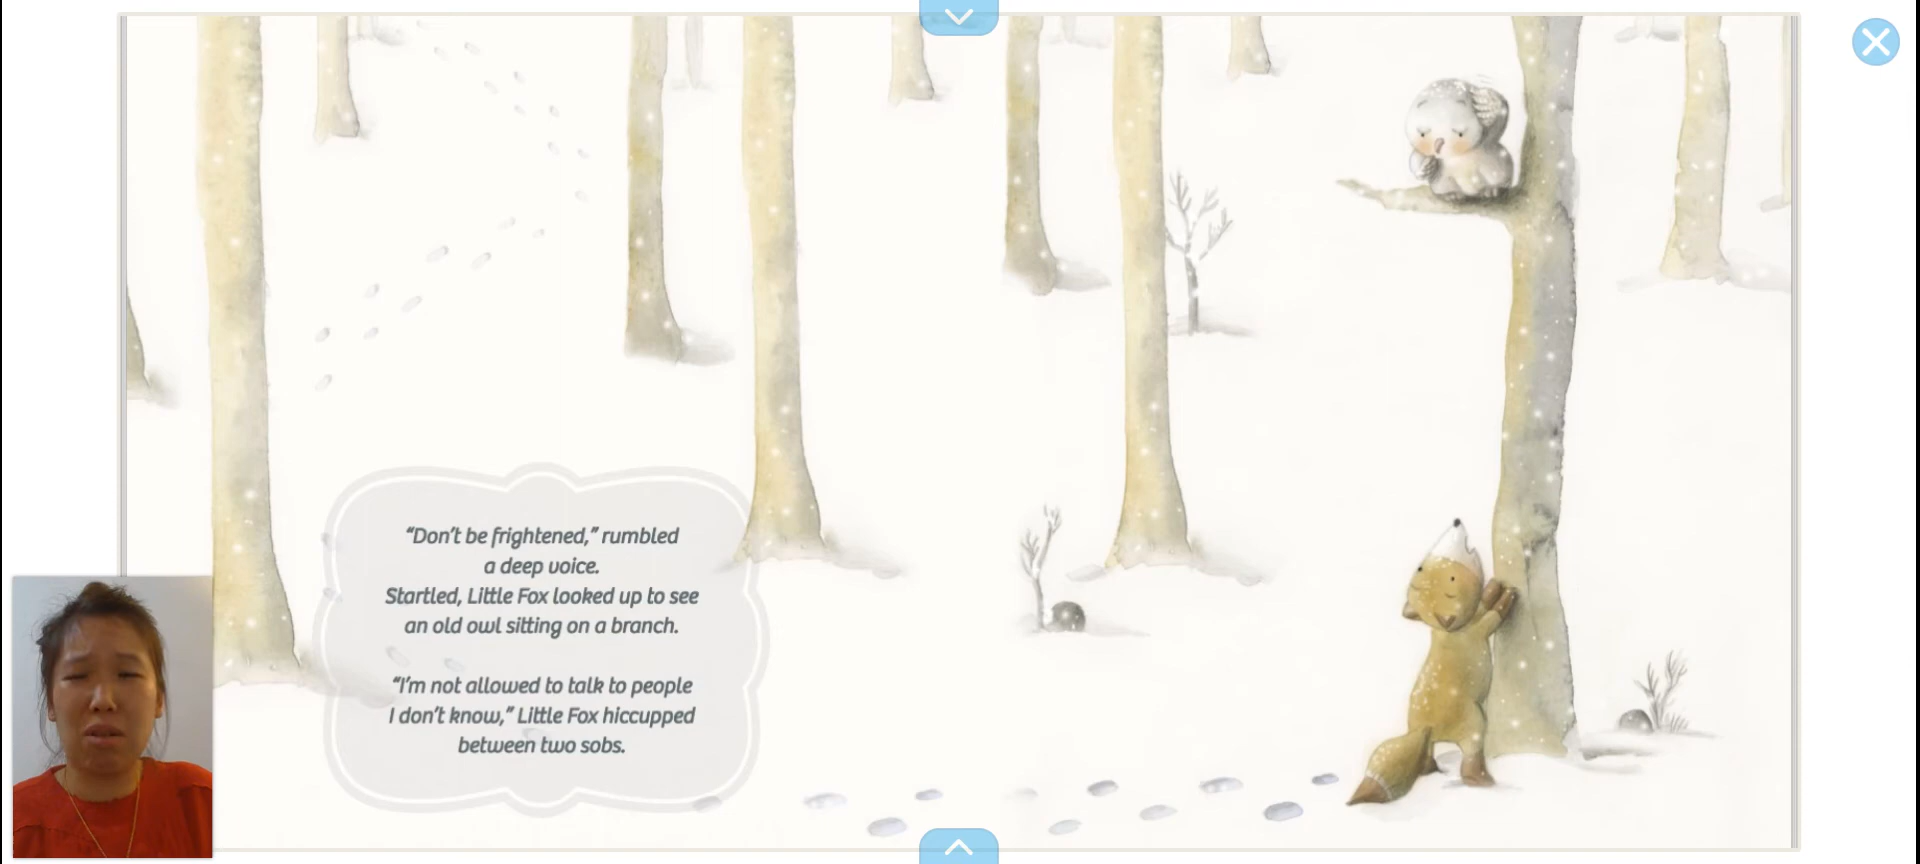 “Don’t be frightened,” rumbled
a deep voice.
Startled, Little Fox looked up to see
an old owl sitting on a branch.
“I’m not allowed to talk to people
I don’t know,” Little Fox hiccupped
between two sobs.